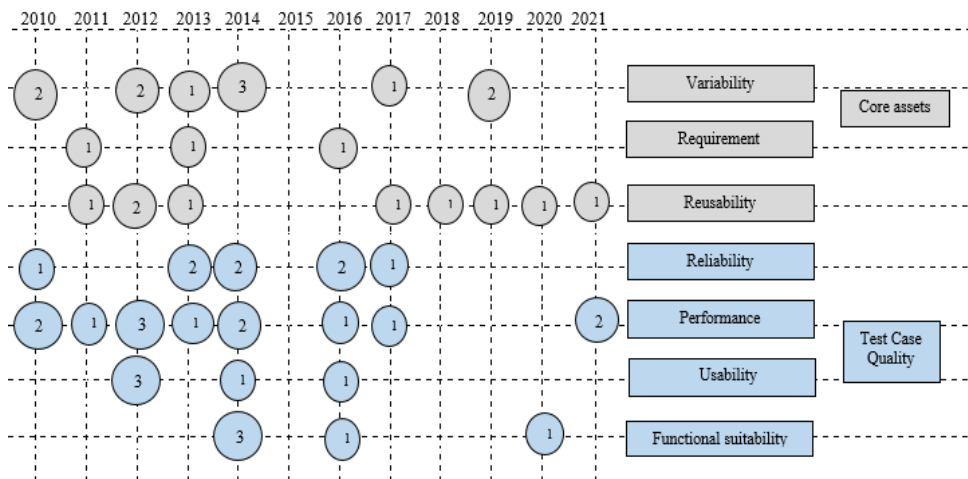 2010 2011 2012 2013 2014 2015 2016 2017 2018 2019 2020 2021
2 2 1 3 1 2 Variability
Core assets
1 1 1 Requirement
1 2 1 1 1 1 1 1 Reusability
1 2 2 2 1 Reliability
2 1 3 1 2 1 1 2 Performance
Test Case
Quality
3 1 1 Usability
3 1 1 Functional suitability